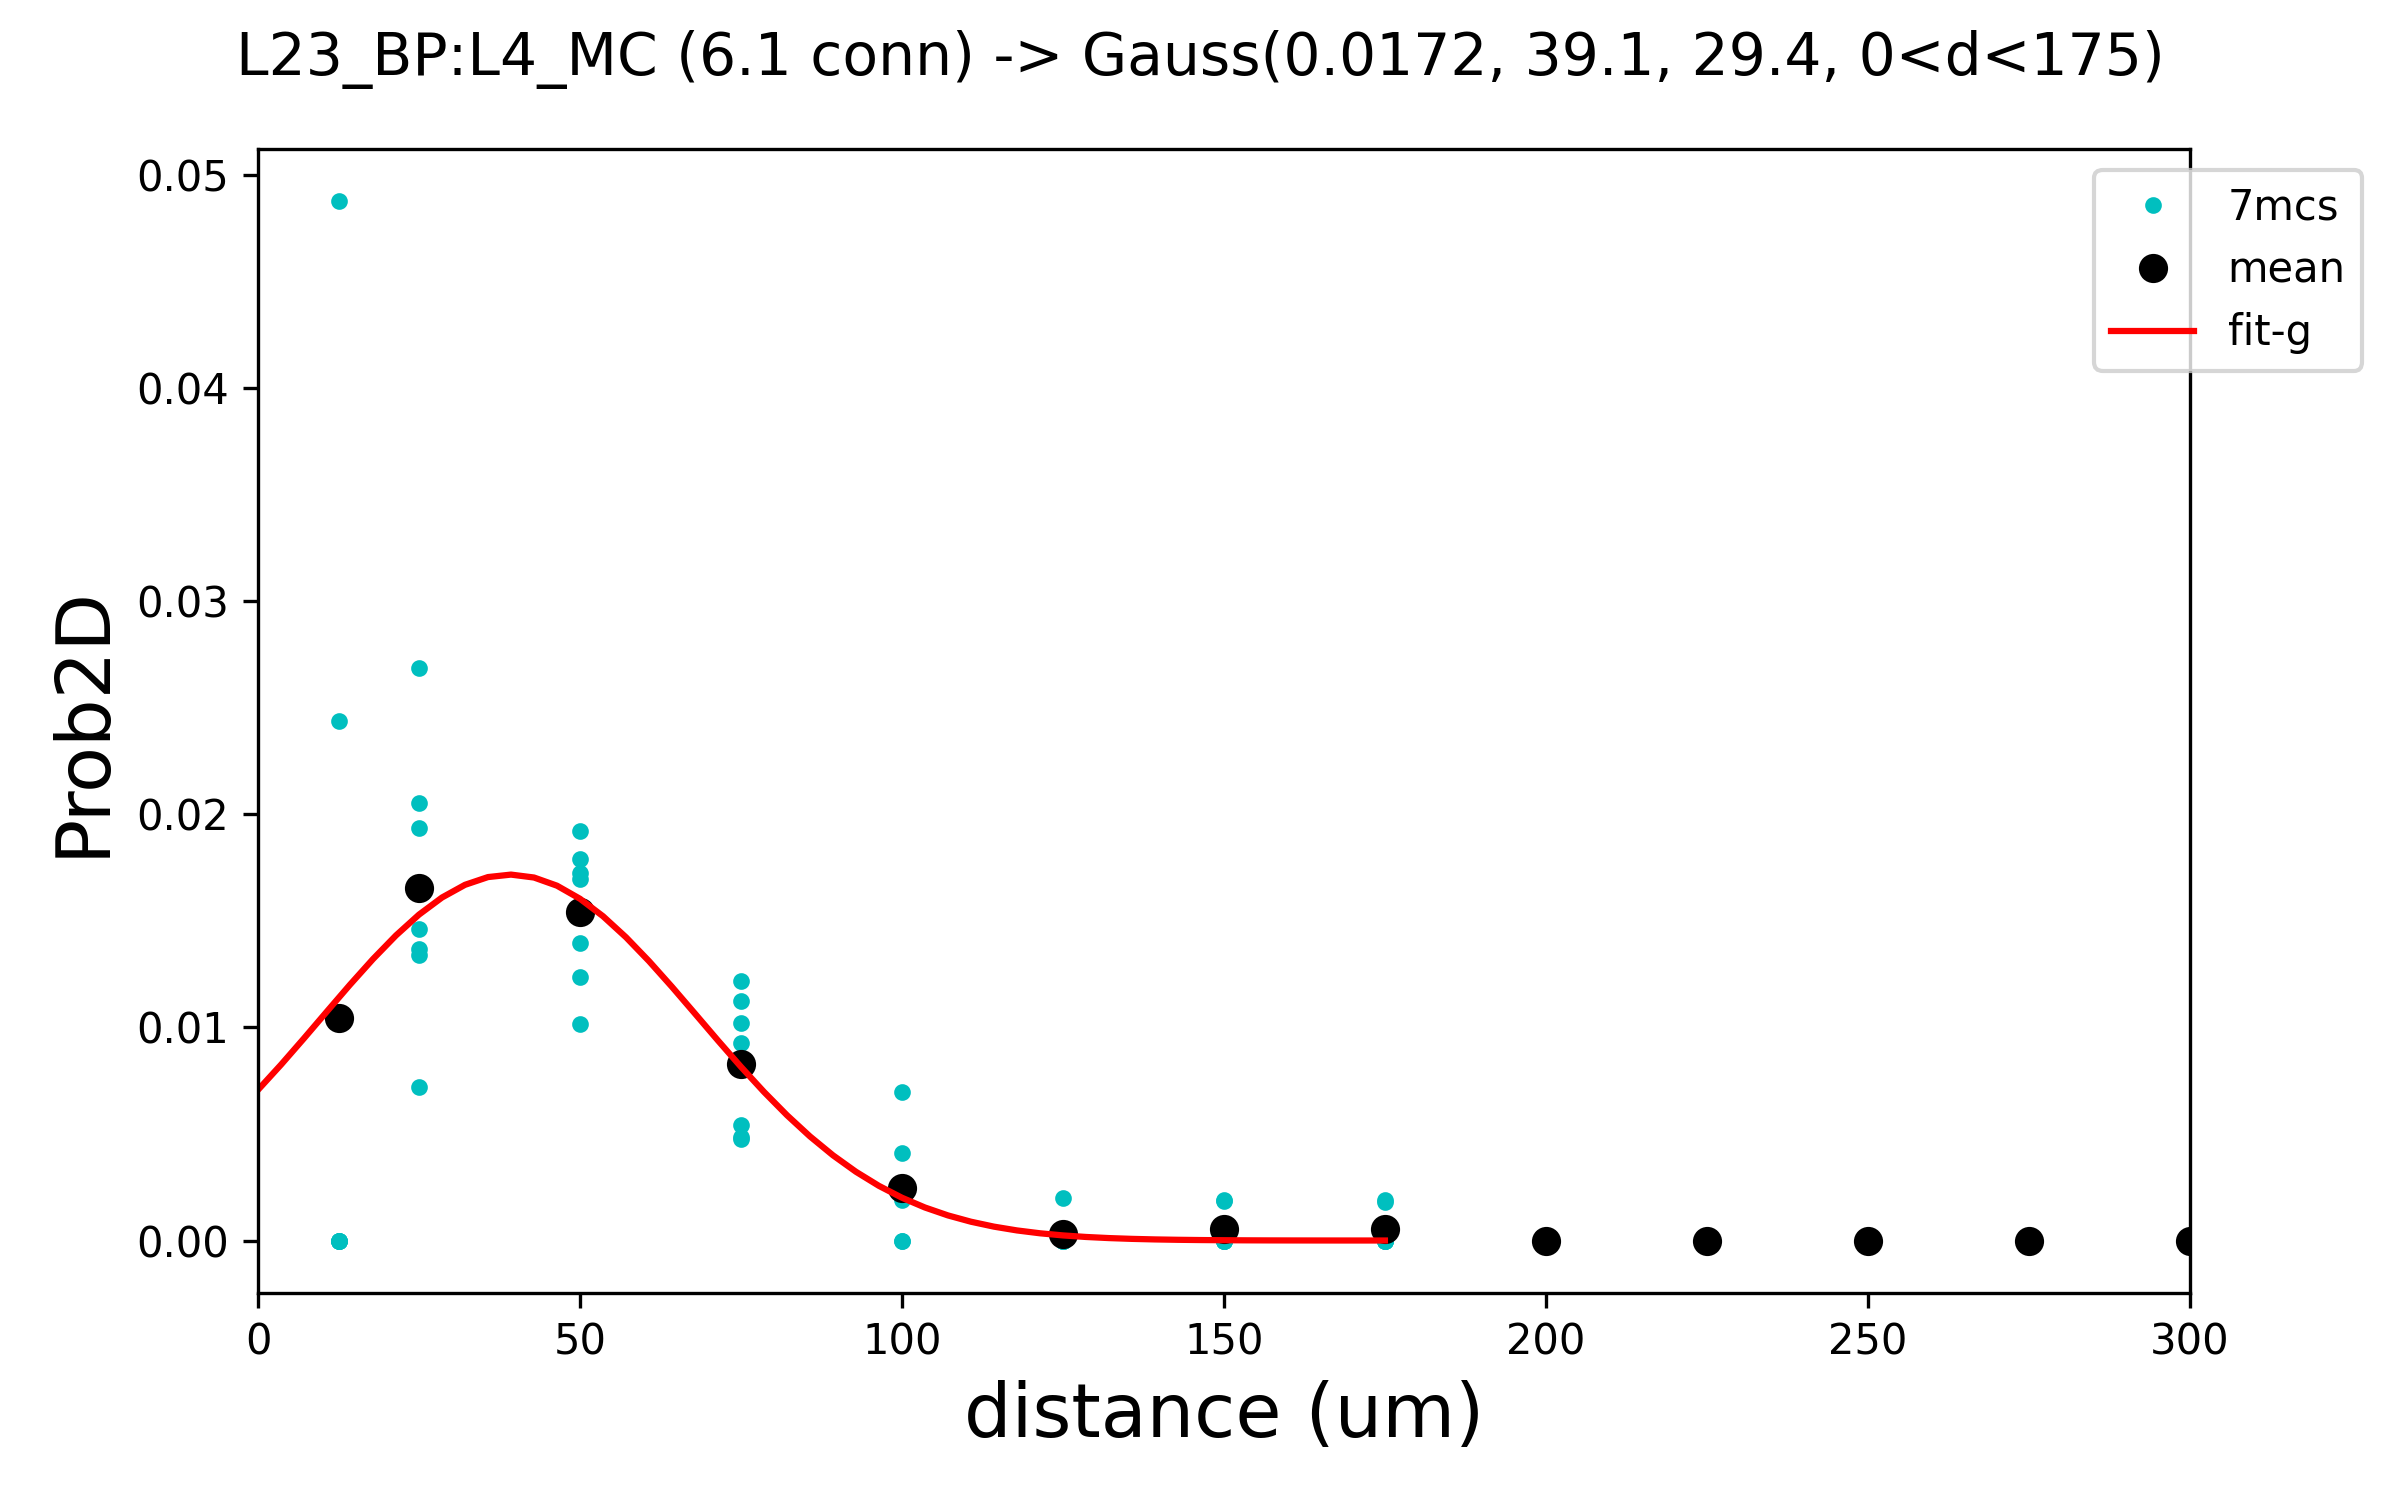 L23_BP:L4_MC (6.1 conn) -> Gauss(0.0172, 39.1, 29.4, 0<d<175)
0.05
0.04
0.03
0.02
0.01
0.00
Prob2D
7mcs
mean
fit-g
0 50 100 150 200 250 300
distance (um)